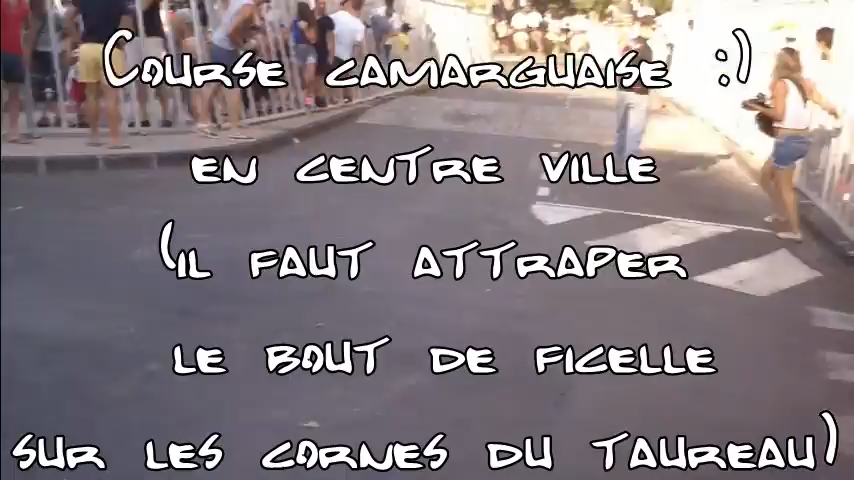 Course camarguaise :)
en centre ville
(il faut attraper
le bout de ficelle
sur les cornes du taureau)